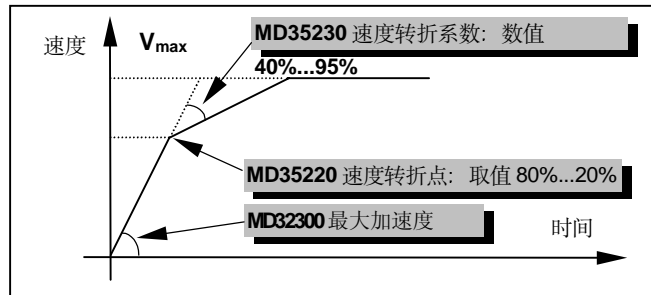 速度
V_max
MD35230 速度转折系数: 数值
40%...95%
MD35220 速度转折点: 取值 80%...20%
MD32300 最大加速度
时间